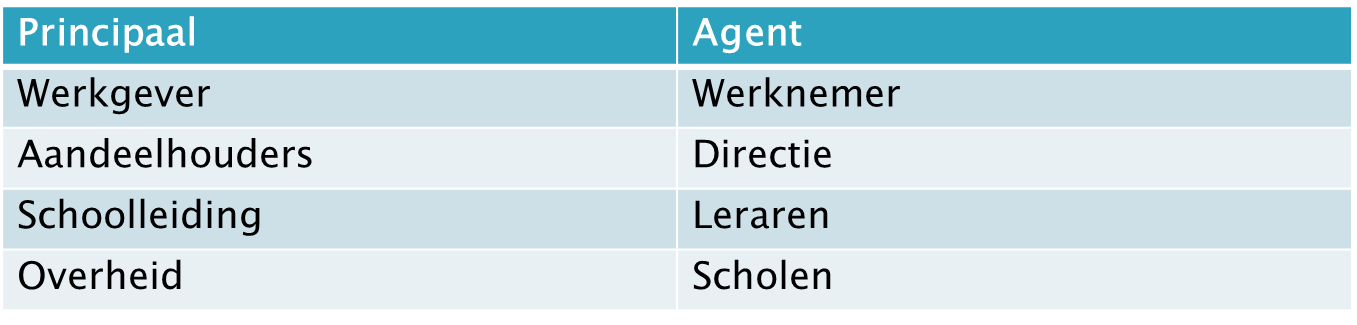 Principaal Agent
Werkgever Werknemer
Aandeelhouders Directie
Schoolleiding Leraren
Overheid Scholen